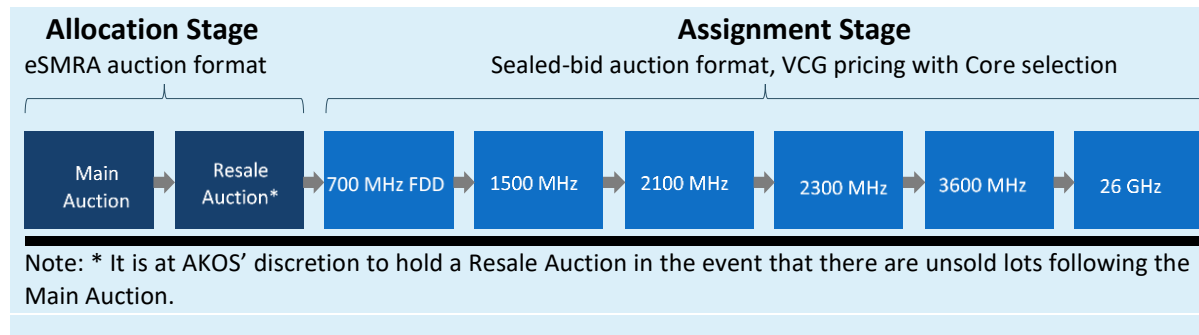 Allocation Stage
Assignment Stage
eSMRA auction format
Sealed-bid auction format, VCG pricing with Core selection
Main
Auction
Resale
Auction*
700 MHz FDD
1500 MHz
2100 MHz
2300 MHz
3600 MHz
26 GHz
Note: * It is at AKOS’ discretion to hold a Resale Auction in the event that there are unsold lots following the
Main Auction.